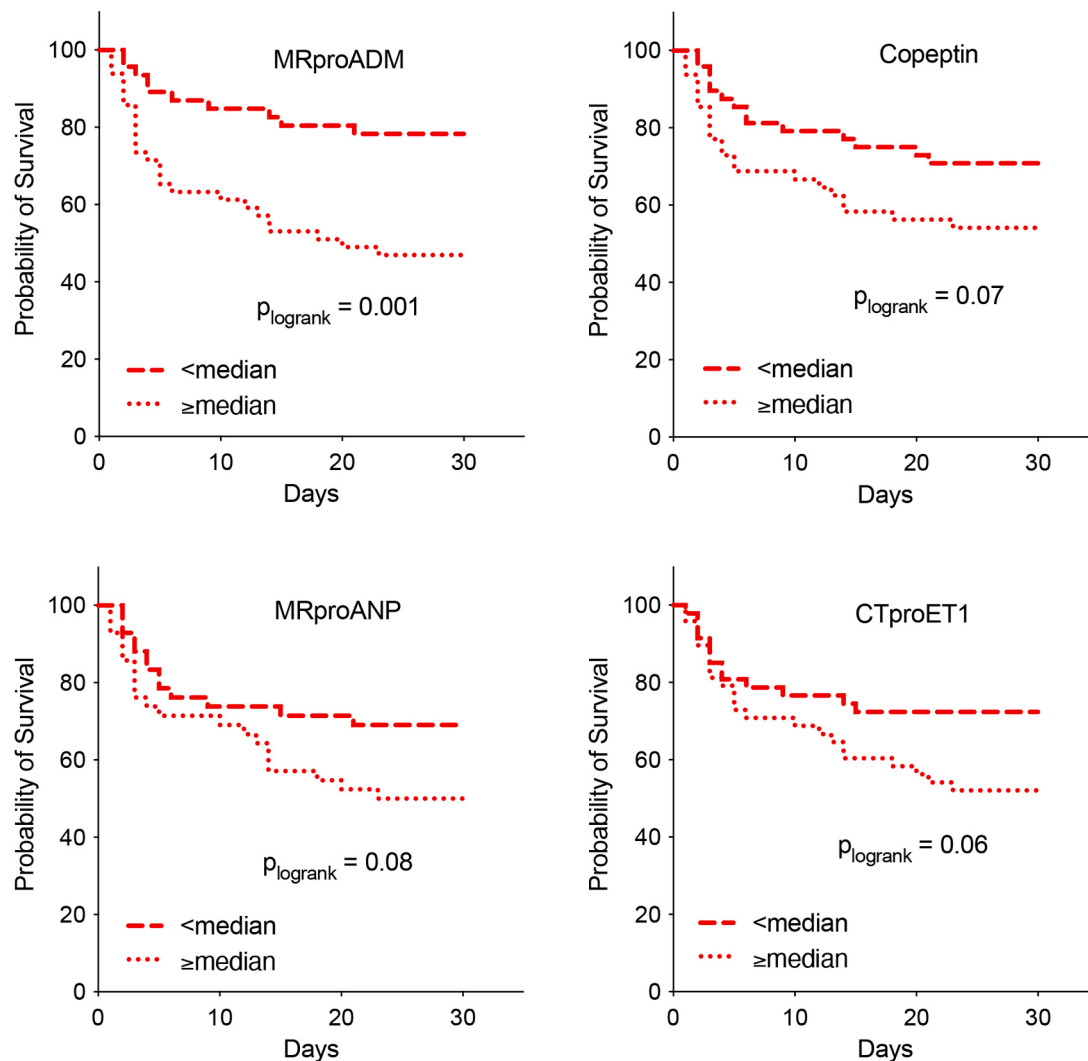 MRproADM
Probability of Survival
100
80
60
40
20
0
p_logrank = 0.001
<median
≥median
0 10 20 30
Days
Copeptin
Probability of Survival
100
80
60
40
20
0
p_logrank = 0.07
<median
≥median
0 10 20 30
Days
MRproANP
Probability of Survival
100
80
60
40
20
0
p_logrank = 0.08
<median
≥median
0 10 20 30
Days
CTproET1
Probability of Survival
100
80
60
40
20
0
p_logrank = 0.06
<median
≥median
0 10 20 30
Days